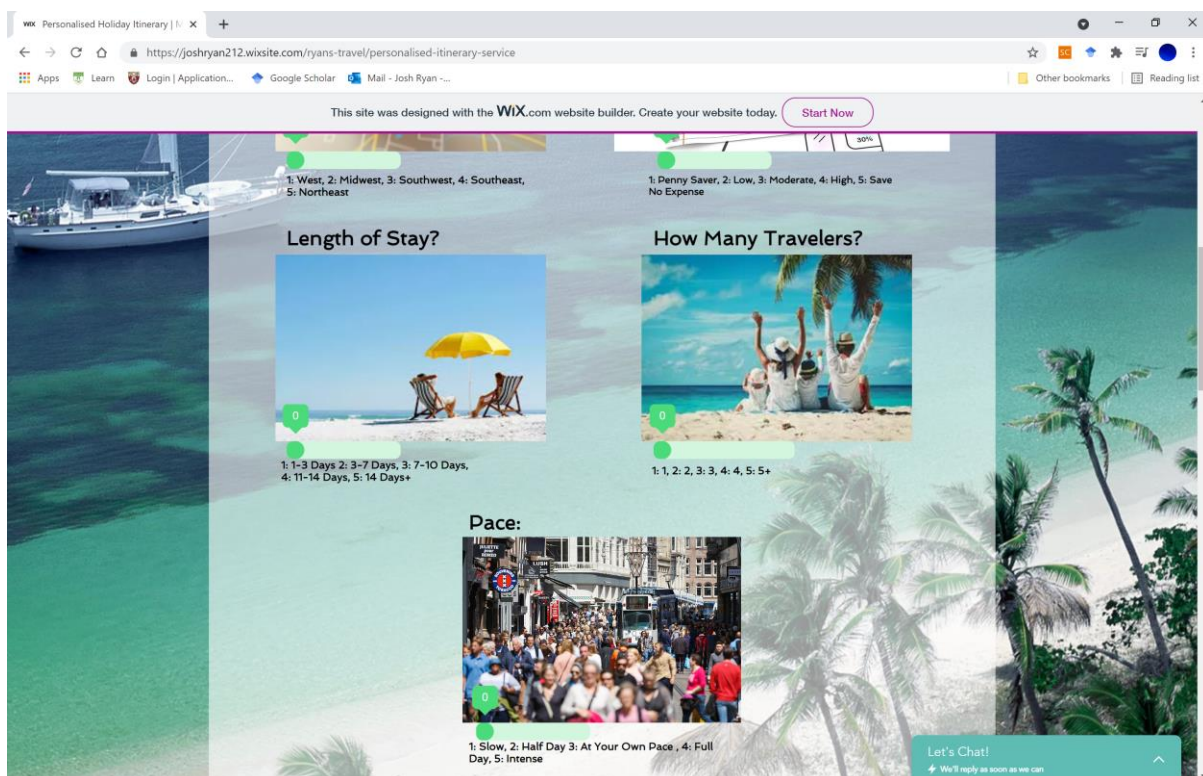 WIX Personalised Holiday Itinerary |
https://joshryan212.wixsite.com/ryans-travel/personalised-itinerary-service
Apps Learn Login | Application... Google Scholar Mail - Josh Ryan -... Other bookmarks Reading list
This site was designed with the WiX.com website builder. Create your website today. Start Now
30%
1: West, 2: Midwest, 3: Southwest, 4: Southeast,
5: Northeast
1: Penny Saver, 2: Low, 3: Moderate, 4: High, 5: Save
No Expense
Length of Stay?
How Many Travelers?
0
0
1: 1-3 Days 2: 3-7 Days, 3: 7-10 Days,
4: 11-14 Days, 5: 14 Days+
1: 1, 2: 2, 3: 3, 4: 4, 5: 5+
Pace:
0
1: Slow, 2: Half Day 3: At Your Own Pace , 4: Full
Day, 5: Intense
Let's Chat!
We'll reply as soon as we can